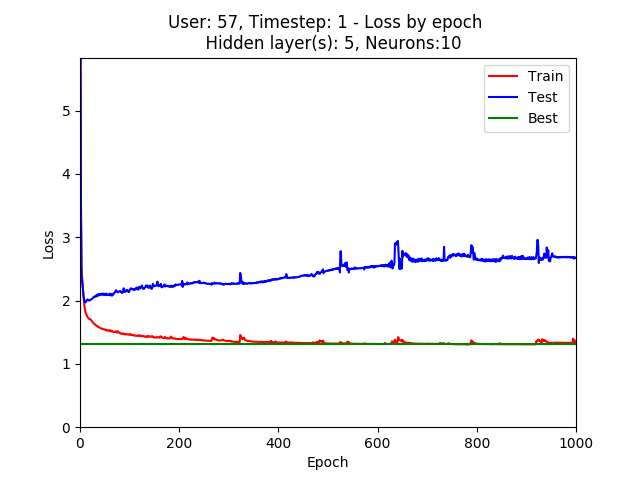 User: 57, Timestep: 1 - Loss by epoch
Hidden layer(s): 5, Neurons:10
Train
Test
Best
Loss
5
4
3
2
1
0
0 200 400 600 800 1000
Epoch